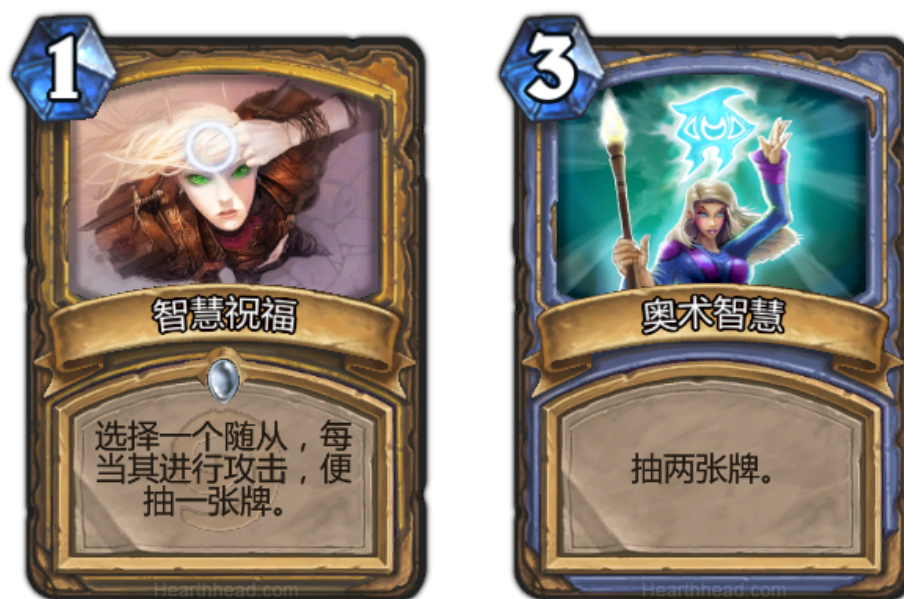 1
3
智慧祝福
奥术智慧
选择一个随从，每
当其进行攻击，便
抽一张牌。
抽两张牌。
Hearthhead.com
Hearthhead.com